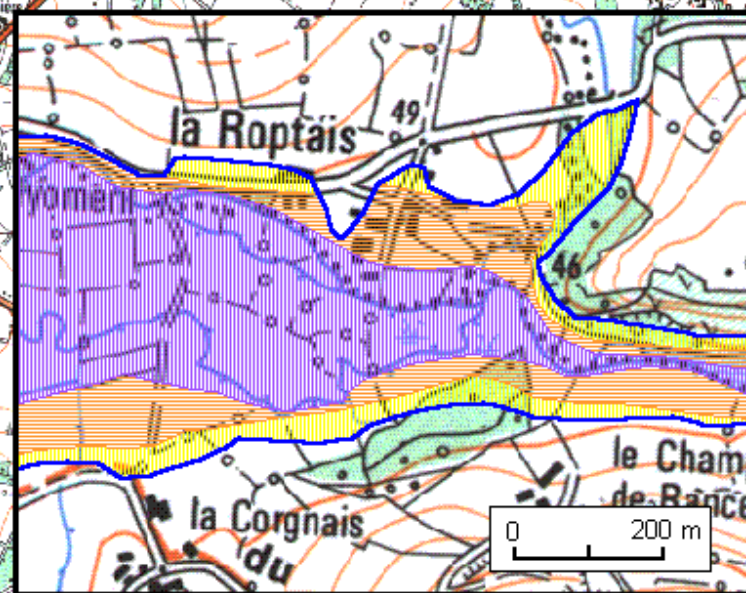 49
la Roptais
46
le Cham
de Rance
la Corgnais
du
0 200 m